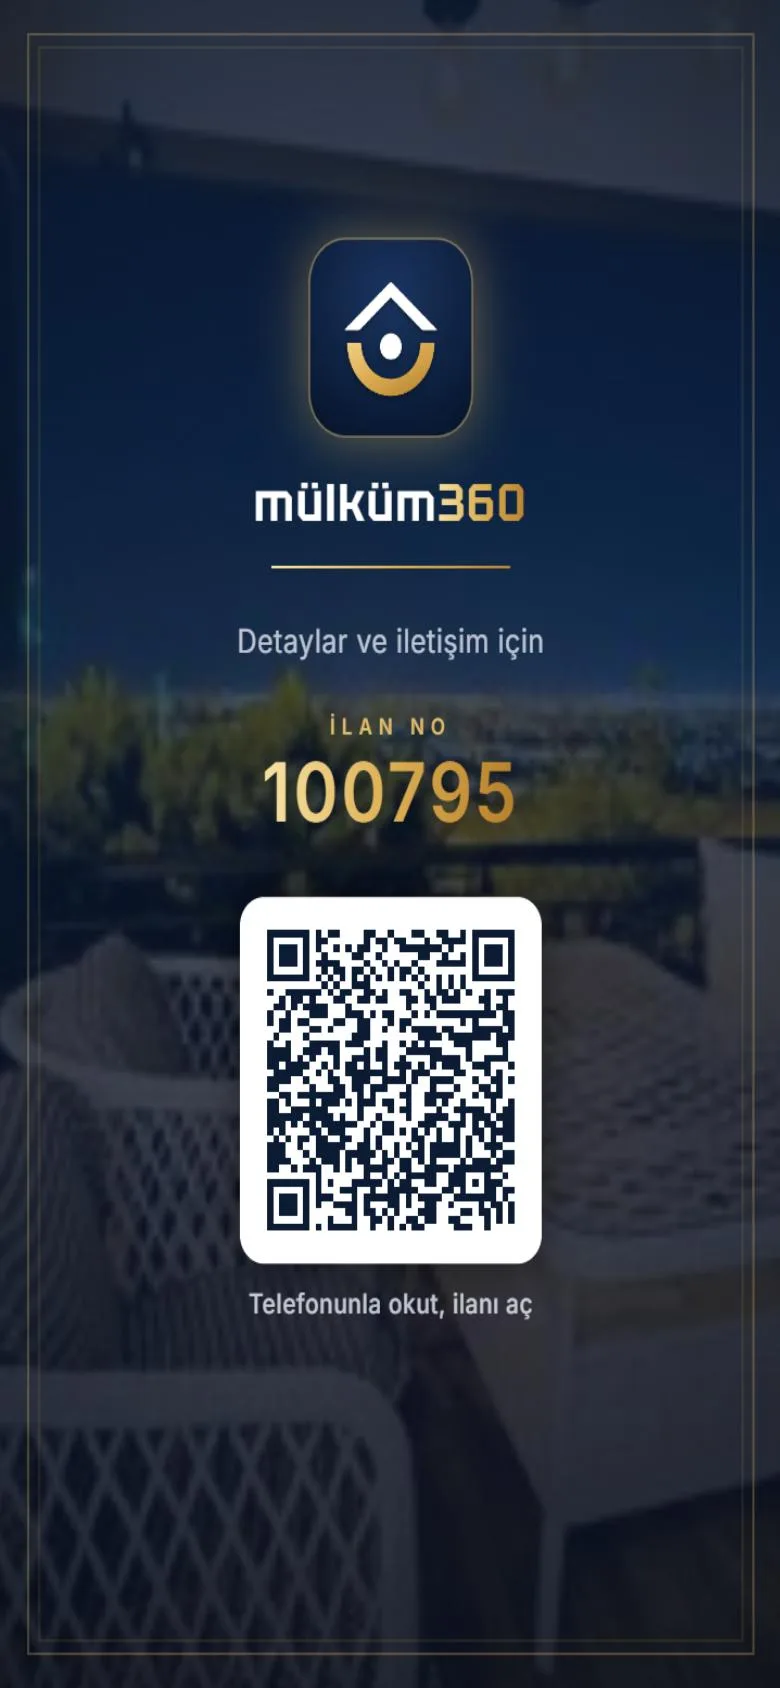 mülküm360
Detaylar ve iletişim için
İLAN NO
100795
Telefonunla okut, ilanı aç